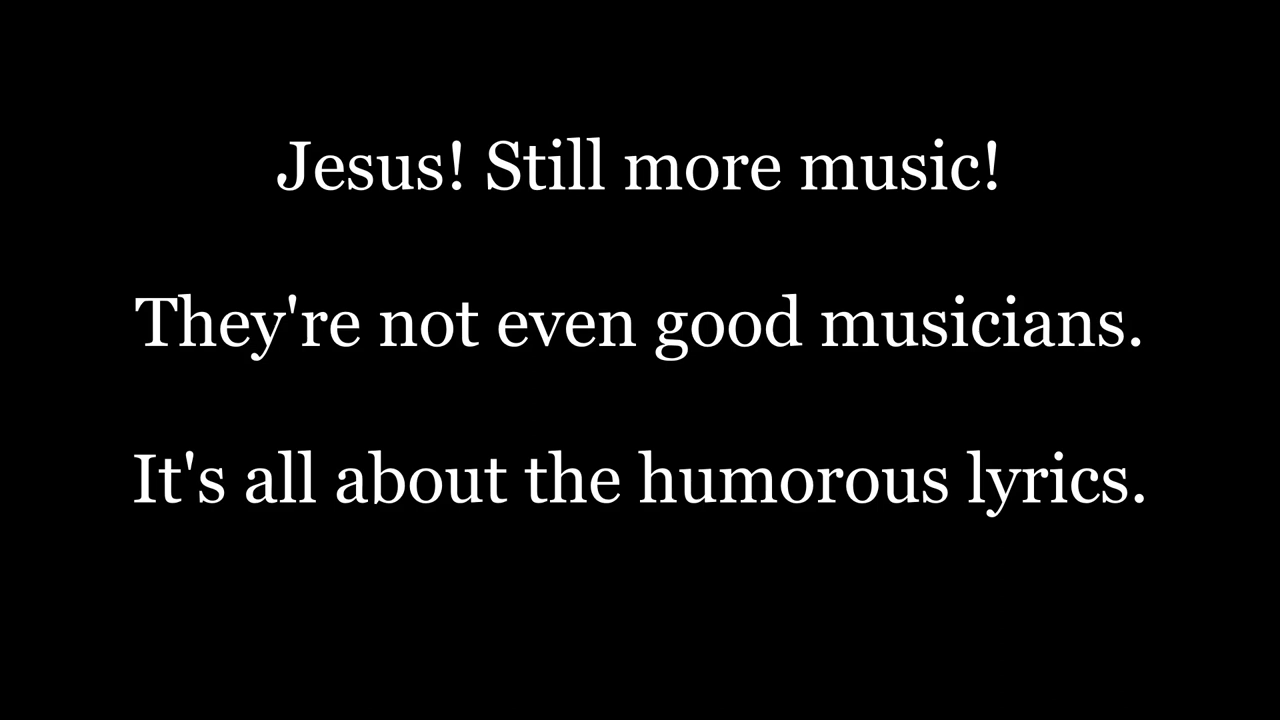 Jesus! Still more music!
They're not even good musicians.
It's all about the humorous lyrics.